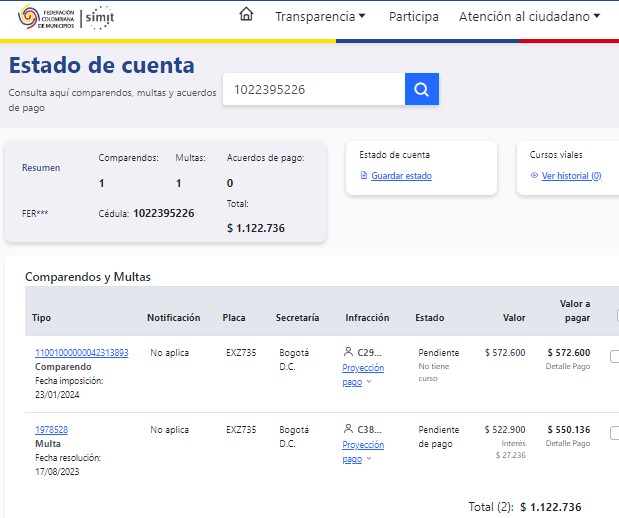 FEDERACIÓN
COLOMBIANA
DE MUNICIPIOS
simit
Transparencia
Participa
Atención al ciudadano
Estado de cuenta
Consulta aquí comparendos, multas y acuerdos
de pago
1022395226
Resumen
Comparendos:
Multas:
Acuerdos de pago:
1
1
0
FER***
Cédula: 1022395226
Total:
$ 1.122.736
Estado de cuenta
Guardar estado
Cursos viales
Ver historial (0)
Comparendos y Multas
Tipo
Notificación
Placa
Secretaría
Infracción
Estado
Valor
Valor a
pagar
11001000000042313893
Comparendo
Fecha imposición:
23/01/2024
No aplica
EXZ735
Bogotá
D.C.
C29...
Proyección
pago
Pendiente
No tiene
curso
$ 572.600
$ 572.600
Detalle Pago
1978528
Multa
Fecha resolución:
17/08/2023
No aplica
EXZ735
Bogotá
D.C.
C38...
Proyección
pago
Pendiente
de pago
$ 522.900
Interés
$ 27.236
$ 550.136
Detalle Pago
Total (2): $ 1.122.736